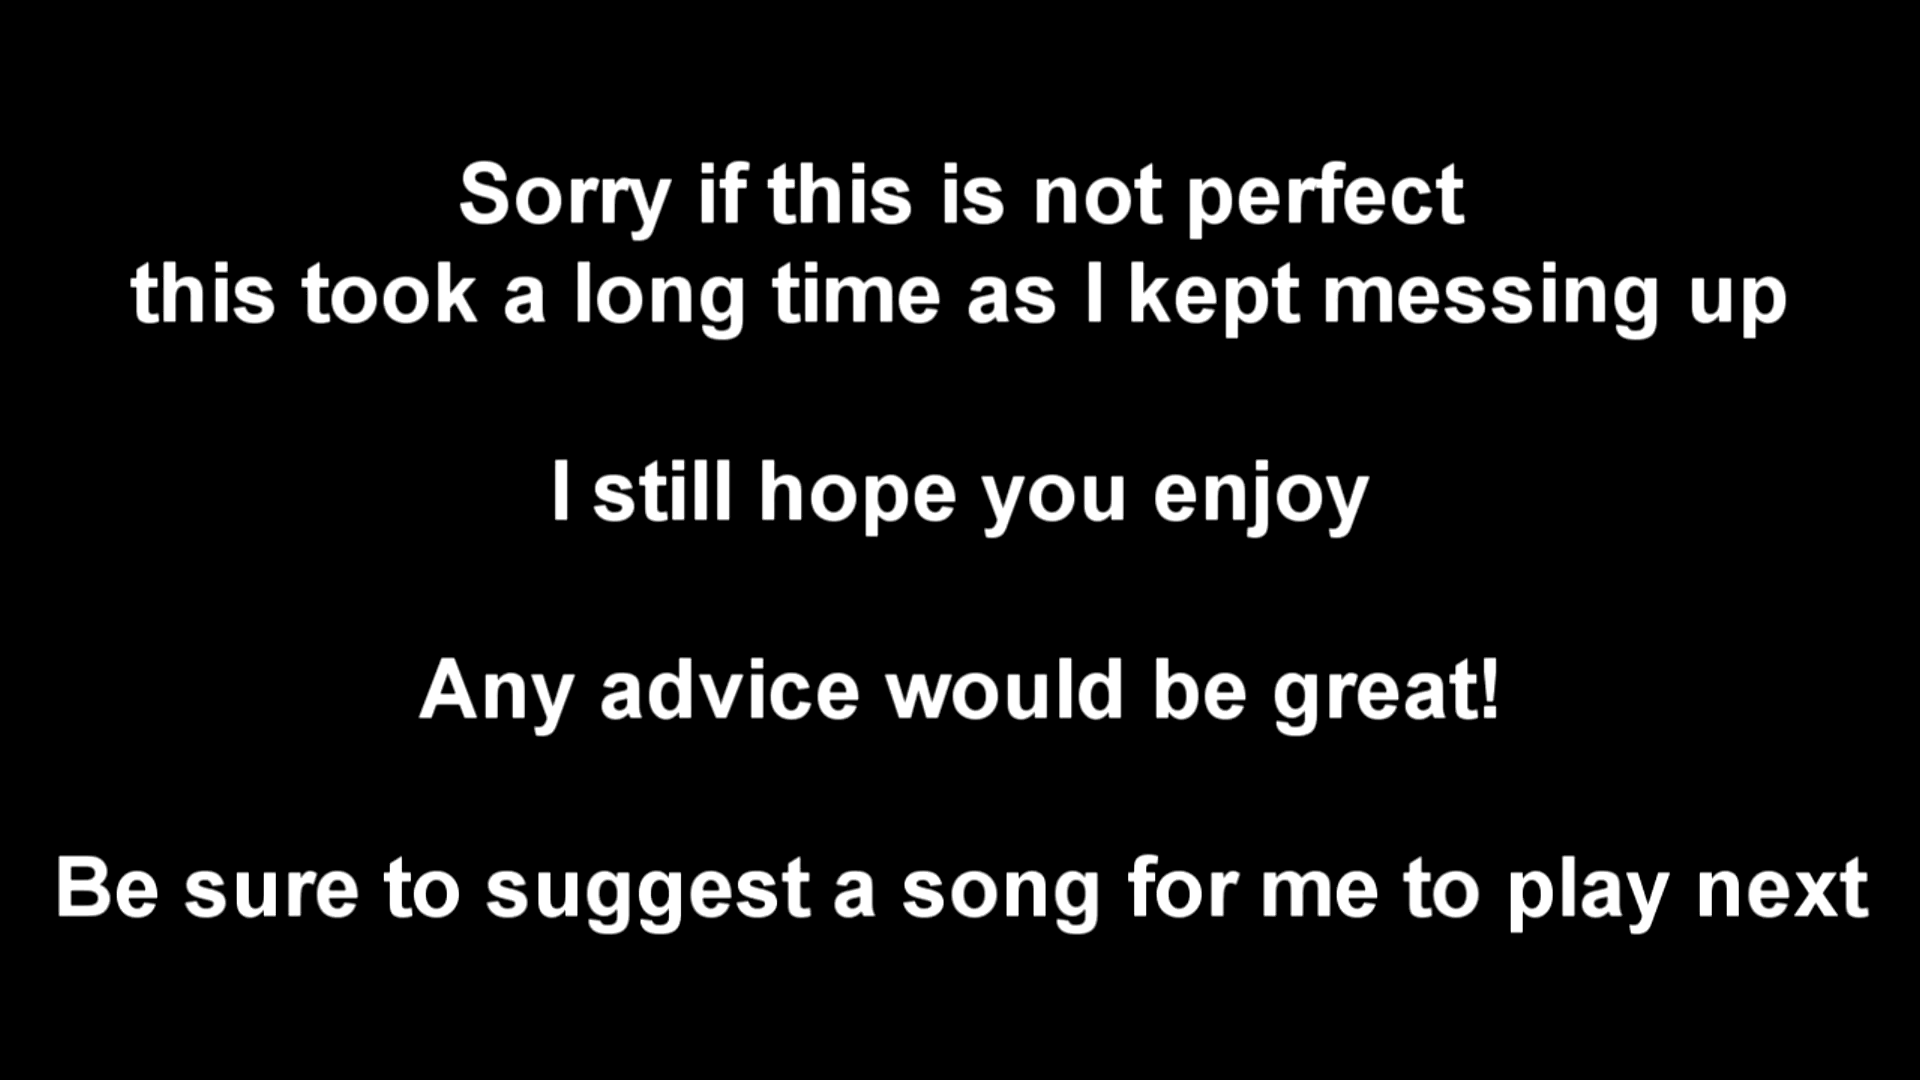 Sorry if this is not perfect
this took a long time as I kept messing up
I still hope you enjoy
Any advice would be great!
Be sure to suggest a song for me to play next